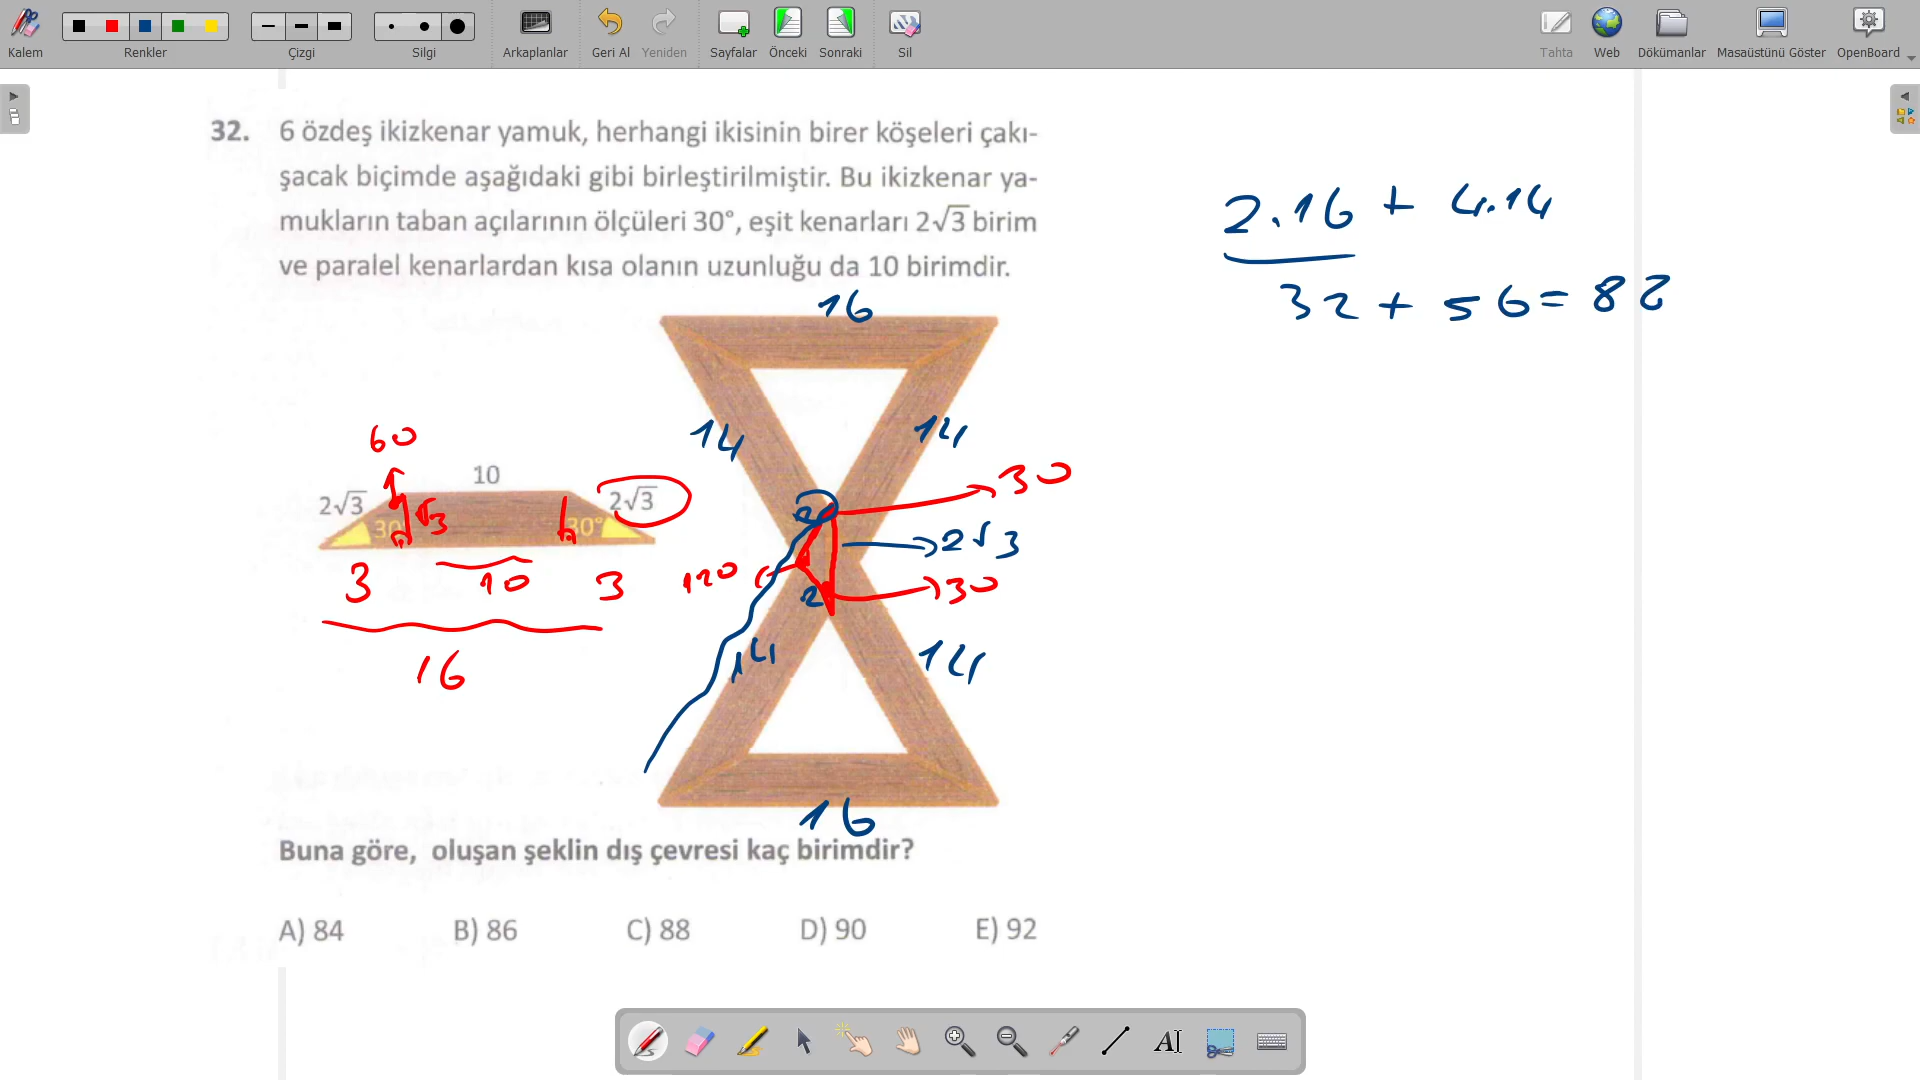 Kalem
Renkler
Çizgi
Silgi
Arkaplanlar
Geri Al
Yeniden
Sayfalar
Önceki
Sonraki
Sil
Tahta
Web
Dökümanlar
Masaüstünü Göster
OpenBoard
32. 6 özdeş ikizkenar yamuk, herhangi ikisinin birer köşeleri çakı-
şacak biçimde aşağıdaki gibi birleştirilmiştir. Bu ikizkenar ya-
mukların taban açılarının ölçüleri 30°, eşit kenarları 2√3 birim
ve paralel kenarlardan kısa olanın uzunluğu da 10 birimdir.
2.16 + 4.14
32 + 56 = 88
16
14
14
60
10
2√3
2√3
30°
√3
30°
3
10
3
16
2
30
2√3
120
2
30
14
14
16
Buna göre, oluşan şeklin dış çevresi kaç birimdir?
A) 84 B) 86 C) 88 D) 90 E) 92